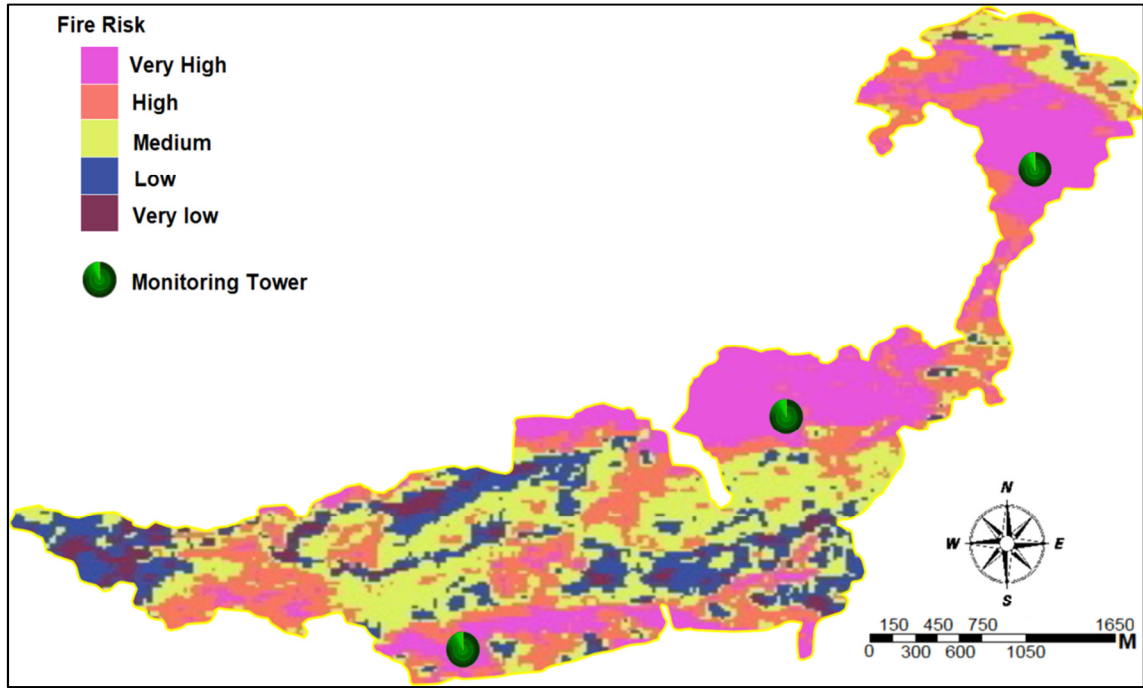 Fire Risk
Very High
High
Medium
Low
Very low
Monitoring Tower
N
W E
S
150 450 750 1650
M
0 300 600 1050